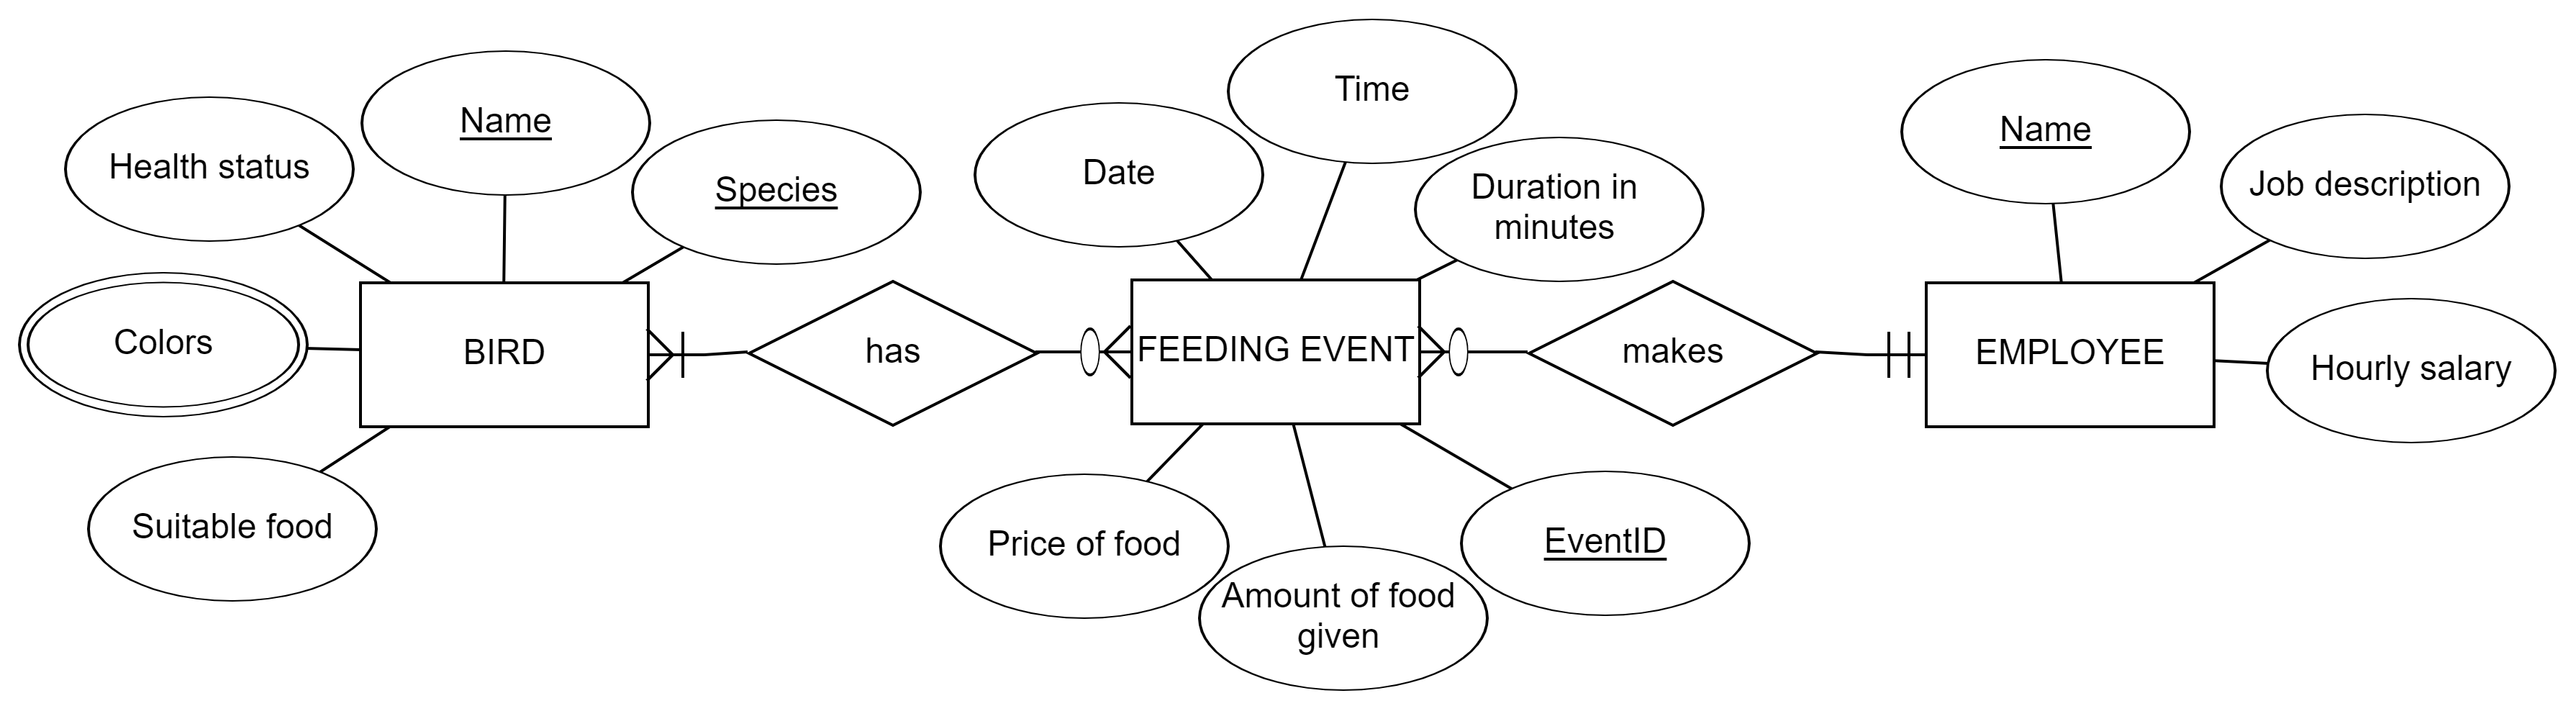 Health status
Name
Species
Colors
BIRD
Suitable food
has
Date
Time
Duration in
minutes
FEEDING EVENT
Price of food
Amount of food
given
EventID
makes
Name
Job description
EMPLOYEE
Hourly salary